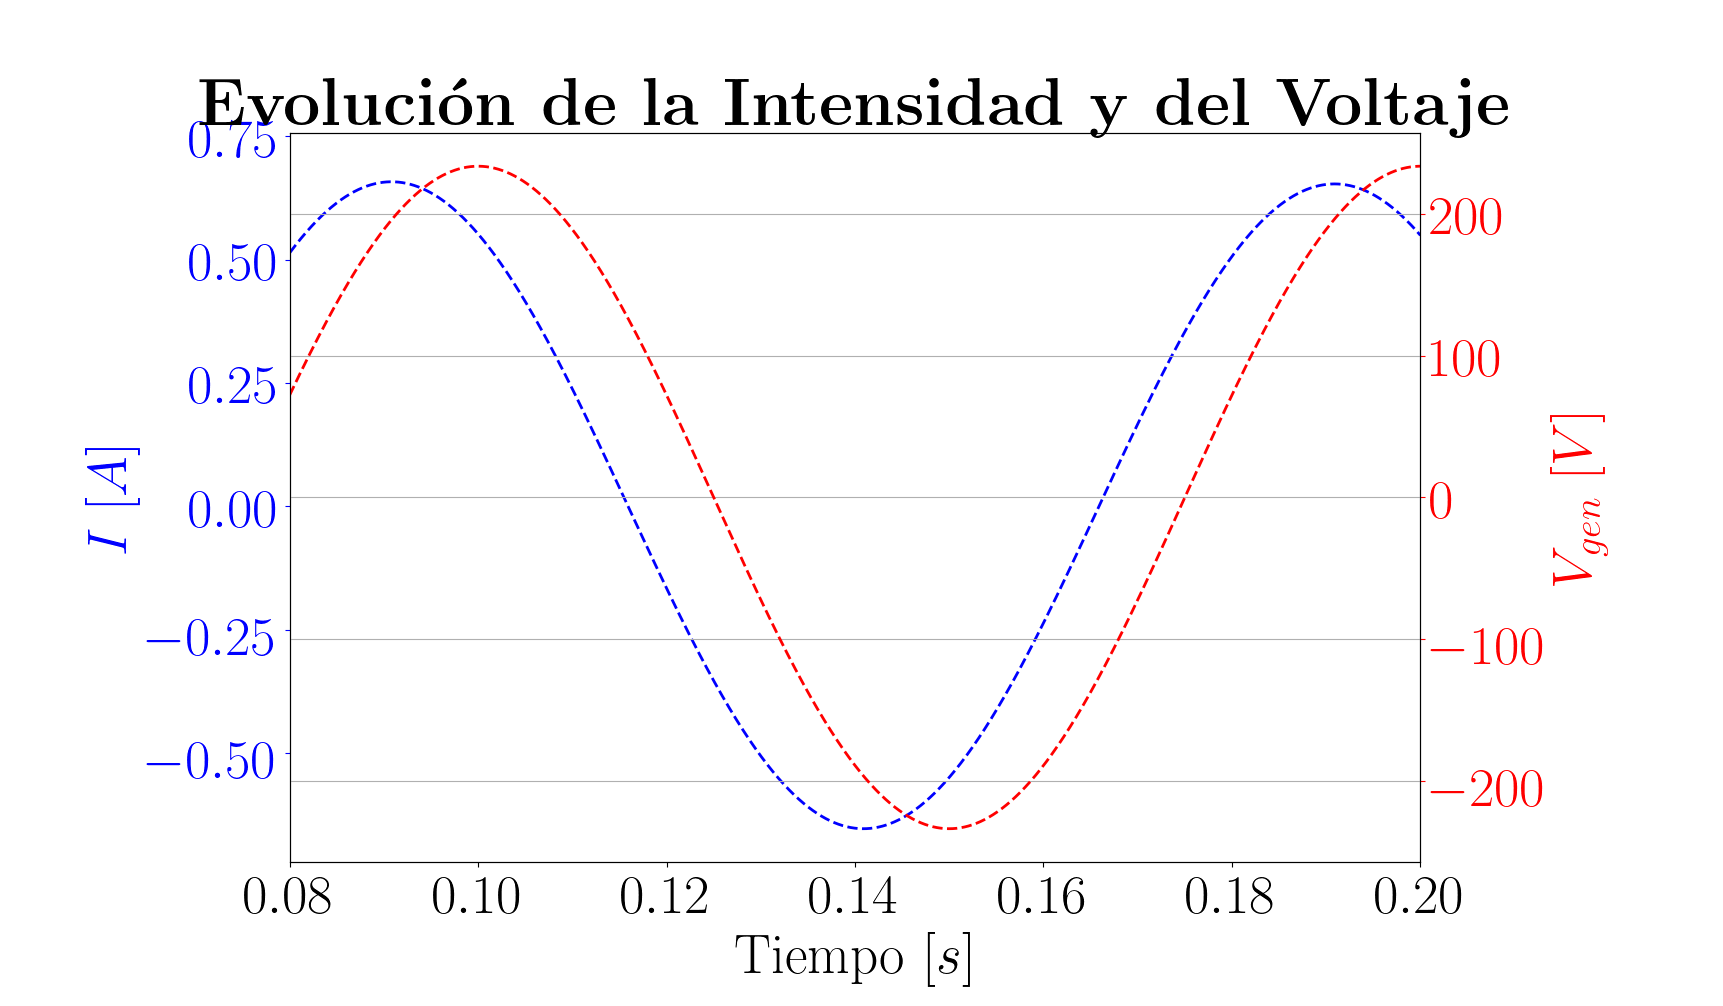 Evolución de la Intensidad y del Voltaje
0.75
0.50
0.25
0.00
−0.25
−0.50
I [A]
200
100
0
−100
−200
V_{gen} [V]
0.08 0.10 0.12 0.14 0.16 0.18 0.20
Tiempo [s]